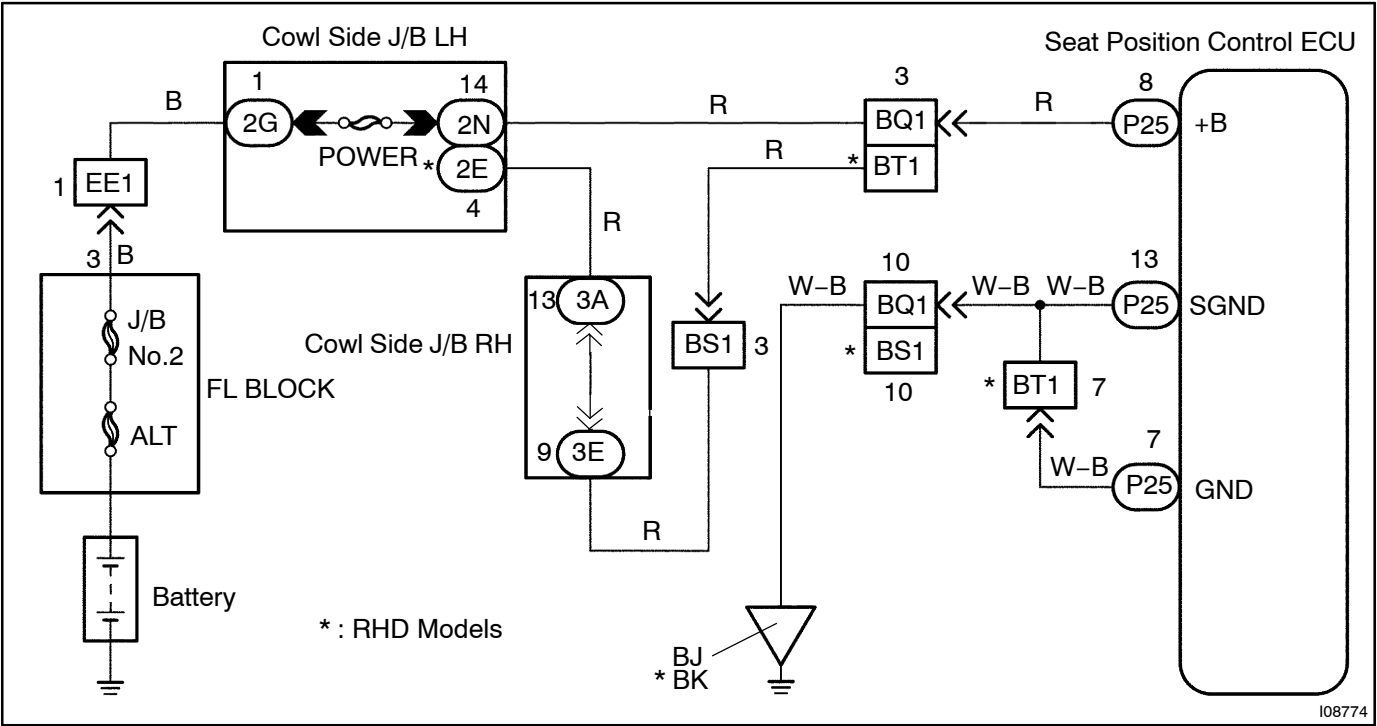 Cowl Side J/B LH
Seat Position Control ECU
1
14
3
8
B
2G
2N
R
BQ1
R
P25
+B
POWER
* 2E
4
R
* BT1
1
EE1
R
3
B
J/B
No.2
FL BLOCK
ALT
13
3A
Cowl Side J/B RH
9
3E
BS1
3
R
10
13
W-B
BQ1
W-B
W-B
P25
SGND
* BS1
10
* BT1
7
7
W-B
P25
GND
Battery
* : RHD Models
BJ
* BK
I08774